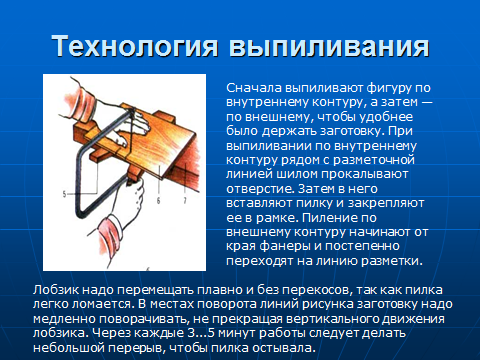 Технология выпиливания
Сначала выпиливают фигуру по
внутреннему контуру, а затем —
по внешнему, чтобы удобнее
было держать заготовку. При
выпиливании по внутреннему
контуру рядом с разметочной
линией шилом прокалывают
отверстие. Затем в него
вставляют пилку и закрепляют
ее в рамке. Пиление по
внешнему контуру начинают от
края фанеры и постепенно
переходят на линию разметки.
5
6
7
Лобзик надо перемещать плавно и без перекосов, так как пилка
легко ломается. В местах поворота линий рисунка заготовку надо
медленно поворачивать, не прекращая вертикального движения
лобзика. Через каждые 3...5 минут работы следует делать
небольшой перерыв, чтобы пилка остывала.